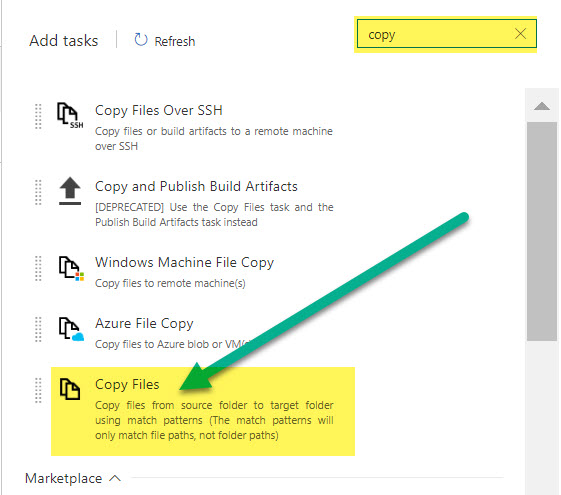 Add tasks
Refresh
copy
Copy Files Over SSH
SSH
Copy files or build artifacts to a remote machine
over SSH
Copy and Publish Build Artifacts
[DEPRECATED] Use the Copy Files task and the
Publish Build Artifacts task instead
Windows Machine File Copy
Copy files to remote machine(s)
Azure File Copy
Copy files to Azure blob or
Copy Files
Copy files from source folder to target folder
using match patterns (The match patterns will
only match file paths, not folder paths)
Marketplace